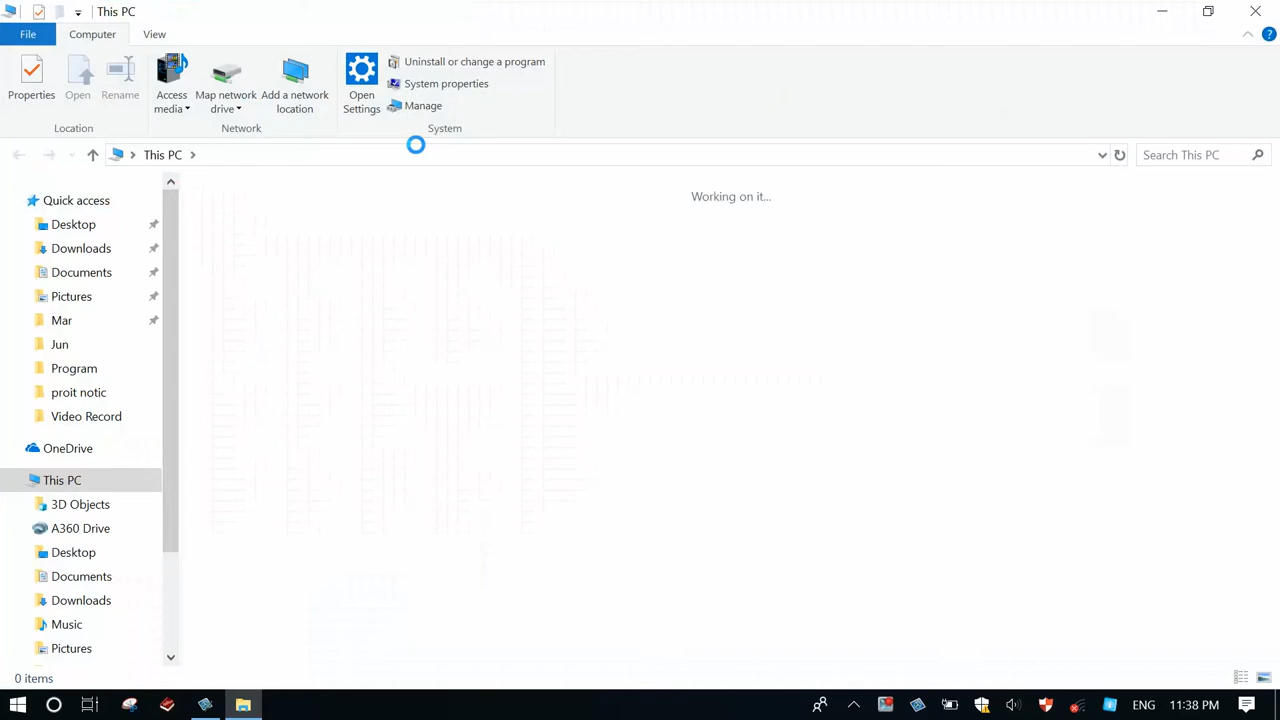 This PC
File
Computer
View
Properties
Open
Rename
Access media
Map network drive
Add a network location
Open Settings
Uninstall or change a program
System properties
Manage
Location
Network
System
This PC
Search This PC
Working on it...
Quick access
Desktop
Downloads
Documents
Pictures
Mar
Jun
Program
proit notic
Video Record
OneDrive
This PC
3D Objects
A360 Drive
Desktop
Documents
Downloads
Music
Pictures
0 items
ENG
11:38 PM